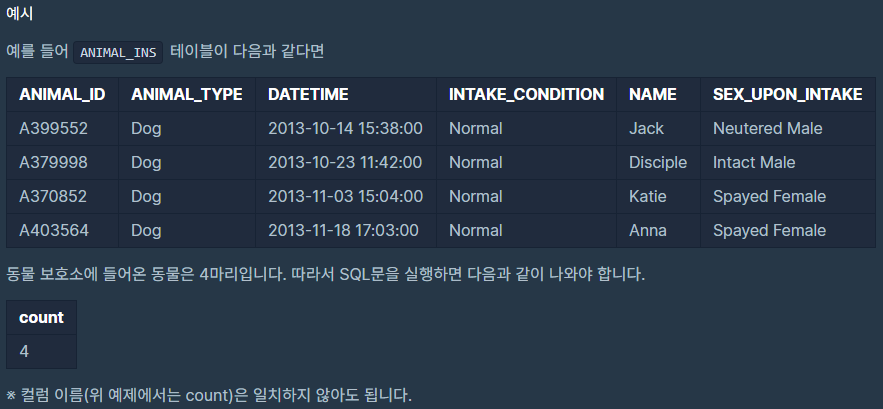 예시
예를 들어 ANIMAL_INS 테이블이 다음과 같다면
ANIMAL_ID ANIMAL_TYPE DATETIME INTAKE_CONDITION NAME SEX_UPON_INTAKE
A399552 Dog 2013-10-14 15:38:00 Normal Jack Neutered Male
A379998 Dog 2013-10-23 11:42:00 Normal Disciple Intact Male
A370852 Dog 2013-11-03 15:04:00 Normal Katie Spayed Female
A403564 Dog 2013-11-18 17:03:00 Normal Anna Spayed Female
동물 보호소에 들어온 동물은 4마리입니다. 따라서 SQL문을 실행하면 다음과 같이 나와야 합니다.
count
4
※ 컬럼 이름(위 예제에서는 count)은 일치하지 않아도 됩니다.